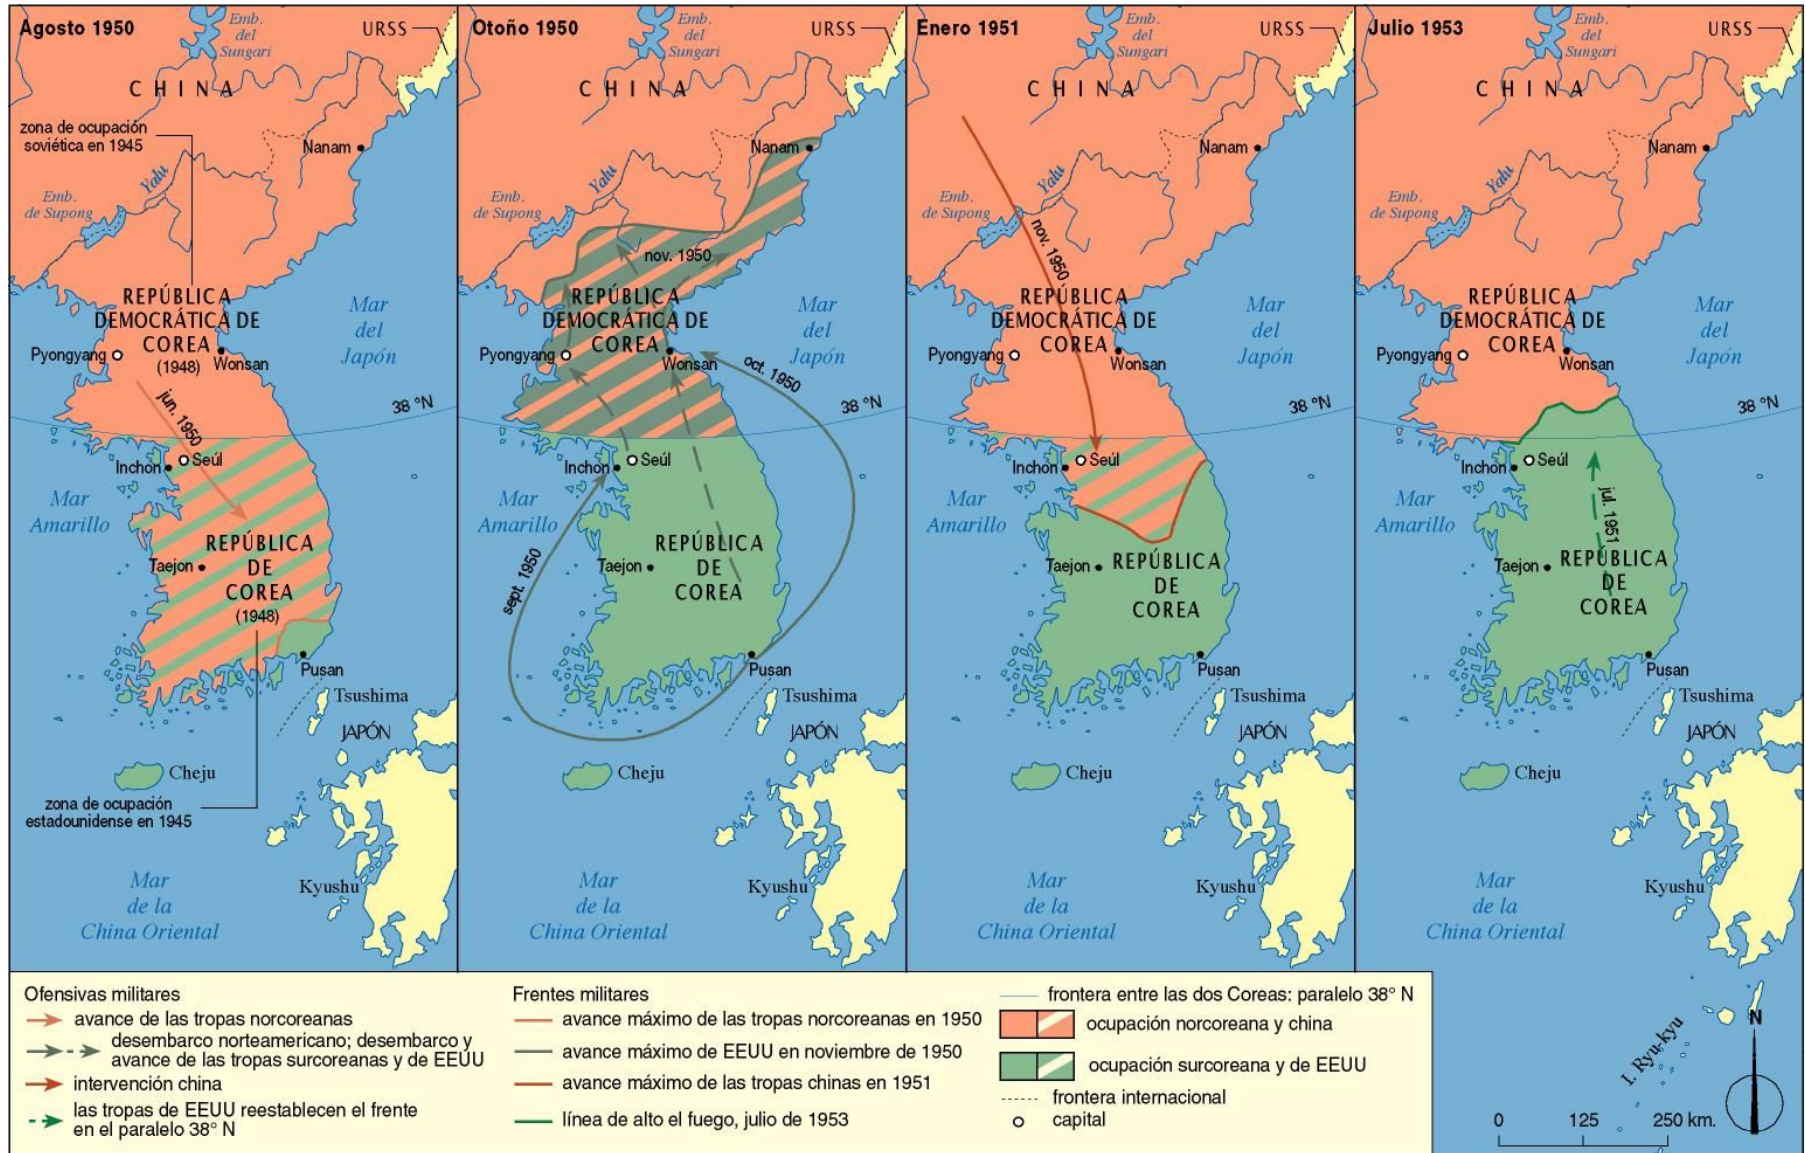 Agosto 1950
URSS
Emb.
del
Sungari
CHINA
zona de ocupación
soviética en 1945
Nanam
Yalu
Emb.
de Supong
REPÚBLICA
DEMOCRÁTICA DE
COREA
(1948)
Mar
del
Japón
Pyongyang
Wonsan
jun. 1950
38 °N
Inchon
Seúl
Mar
Amarillo
REPÚBLICA
DE
COREA
(1948)
Taejon
Pusan
Tsushima
JAPÓN
Cheju
zona de ocupación
estadounidense en 1945
Kyushu
Mar
de la
China Oriental
Otoño 1950
URSS
Emb.
del
Sungari
CHINA
Nanam
Yalu
Emb.
de Supong
nov. 1950
REPÚBLICA
DEMOCRÁTICA DE
COREA
Mar
del
Japón
Pyongyang
Wonsan
oct. 1950
38 °N
Inchon
Seúl
Mar
Amarillo
sept. 1950
REPÚBLICA
DE
COREA
Taejon
Pusan
Tsushima
JAPÓN
Cheju
Kyushu
Mar
de la
China Oriental
Enero 1951
URSS
Emb.
del
Sungari
CHINA
Nanam
Yalu
Emb.
de Supong
nov. 1950
REPÚBLICA
DEMOCRÁTICA DE
COREA
Mar
del
Japón
Pyongyang
Wonsan
38 °N
Inchon
Seúl
Mar
Amarillo
REPÚBLICA
DE
COREA
Taejon
Pusan
Tsushima
JAPÓN
Cheju
Kyushu
Mar
de la
China Oriental
Julio 1953
URSS
Emb.
del
Sungari
CHINA
Nanam
Yalu
Emb.
de Supong
REPÚBLICA
DEMOCRÁTICA DE
COREA
Mar
del
Japón
Pyongyang
Wonsan
38 °N
Inchon
Seúl
Mar
Amarillo
jul. 1951
REPÚBLICA
DE
COREA
Taejon
Pusan
Tsushima
JAPÓN
Cheju
Kyushu
Mar
de la
China Oriental
I. Ryu-kyu
N
0 125 250 km.
Ofensivas militares
avance de las tropas norcoreanas
desembarco norteamericano; desembarco y
avance de las tropas surcoreanas y de EEUU
intervención china
las tropas de EEUU reestablecen el frente
en el paralelo 38° N
Frentes militares
avance máximo de las tropas norcoreanas en 1950
avance máximo de EEUU en noviembre de 1950
avance máximo de las tropas chinas en 1951
línea de alto el fuego, julio de 1953
frontera entre las dos Coreas: paralelo 38° N
ocupación norcoreana y china
ocupación surcoreana y de EEUU
frontera internacional
capital